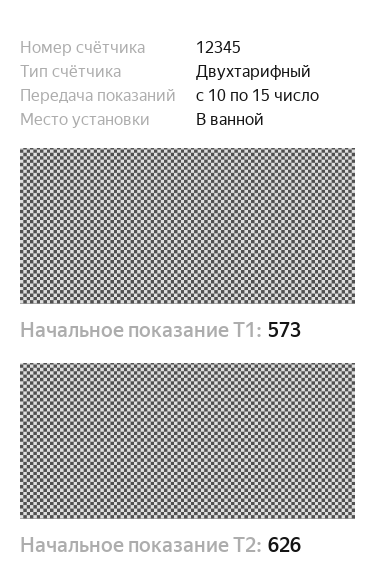 Номер счётчика 12345
Тип счётчика Двухтарифный
Передача показаний с 10 по 15 число
Место установки В ванной
Начальное показание Т1: 573
Начальное показание Т2: 626